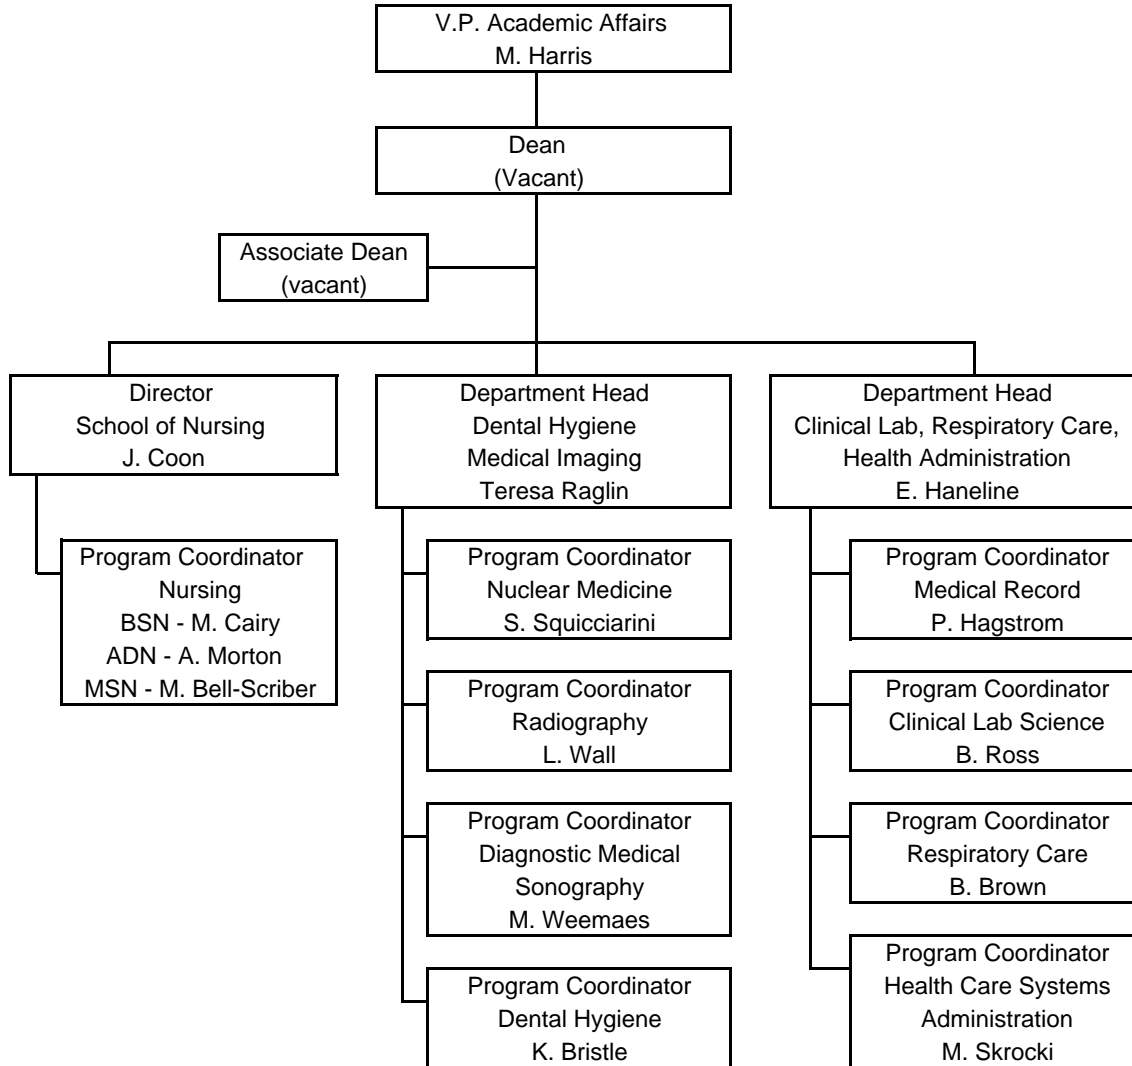 V.P. Academic Affairs
M. Harris
Dean
(Vacant)
Associate Dean
(vacant)
Director
School of Nursing
J. Coon
Program Coordinator
Nursing
BSN - M. Cairy
ADN - A. Morton
MSN - M. Bell-Scriber
Department Head
Dental Hygiene
Medical Imaging
Teresa Raglin
Program Coordinator
Nuclear Medicine
S. Squicciarini
Program Coordinator
Radiography
L. Wall
Program Coordinator
Diagnostic Medical
Sonography
M. Weemaes
Program Coordinator
Dental Hygiene
K. Bristle
Department Head
Clinical Lab, Respiratory Care,
Health Administration
E. Haneline
Program Coordinator
Medical Record
P. Hagstrom
Program Coordinator
Clinical Lab Science
B. Ross
Program Coordinator
Respiratory Care
B. Brown
Program Coordinator
Health Care Systems
Administration
M. Skrocki